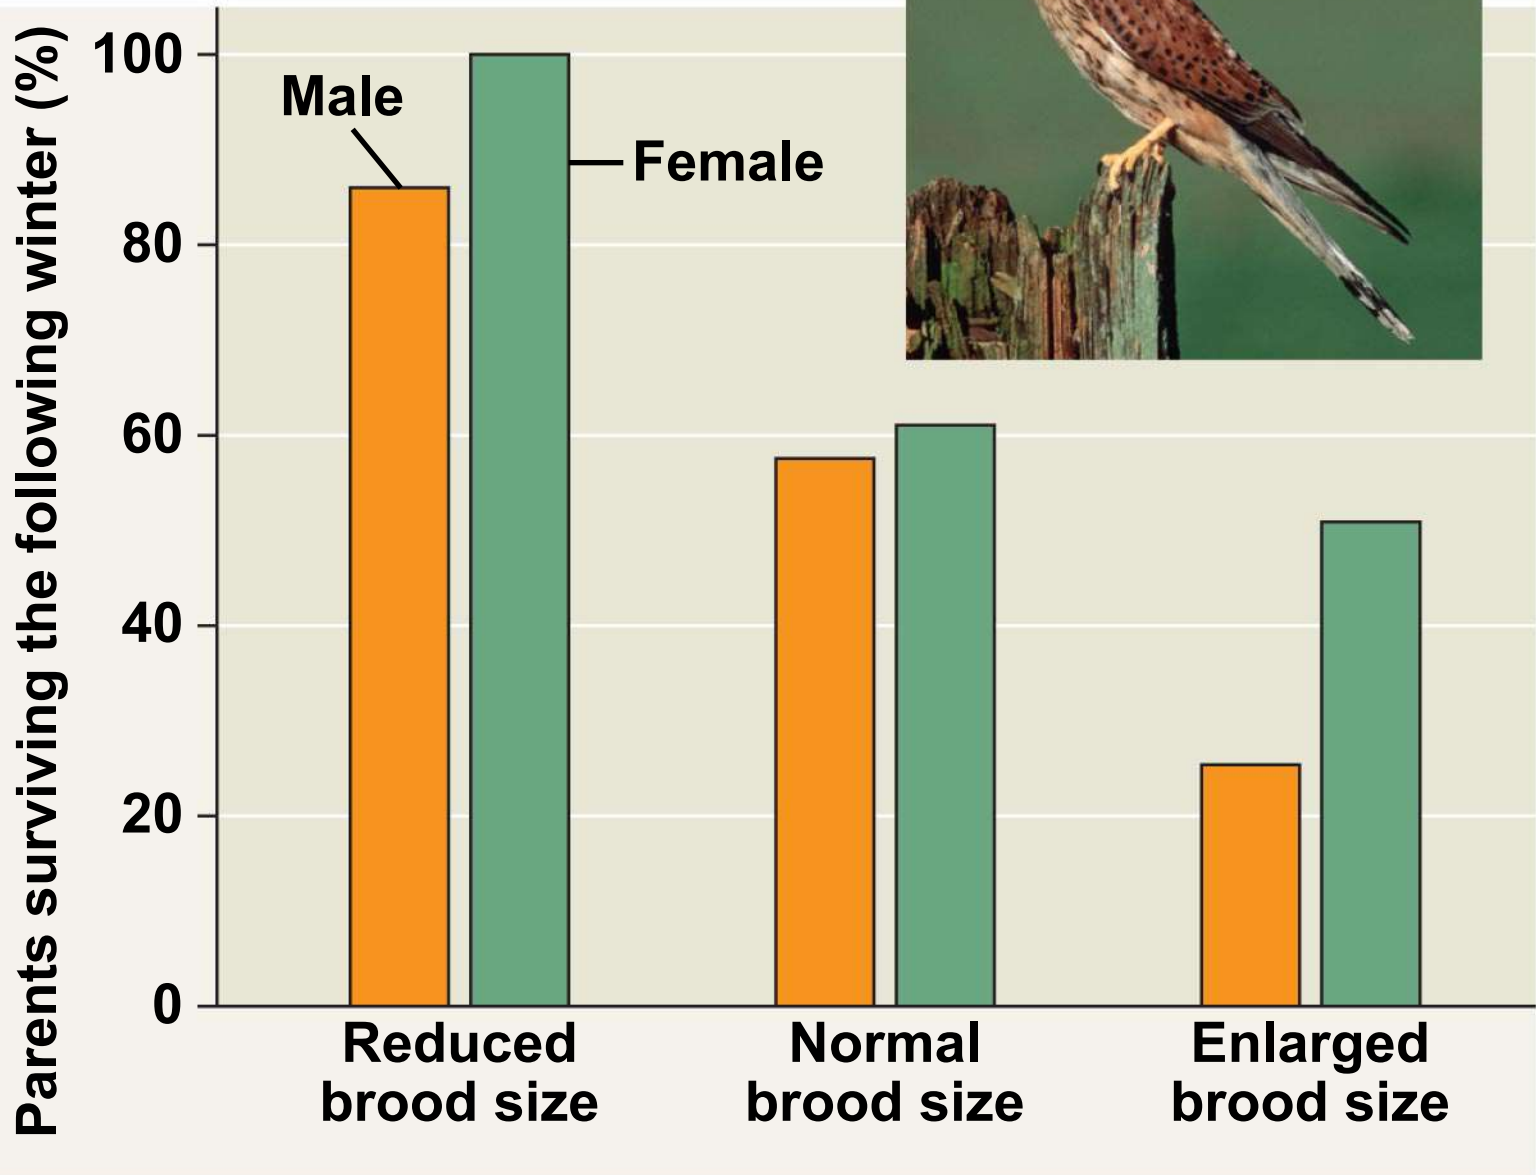 Parents surviving the following winter (%)
100
80
60
40
20
0
Male
Female
Reduced
brood size
Normal
brood size
Enlarged
brood size